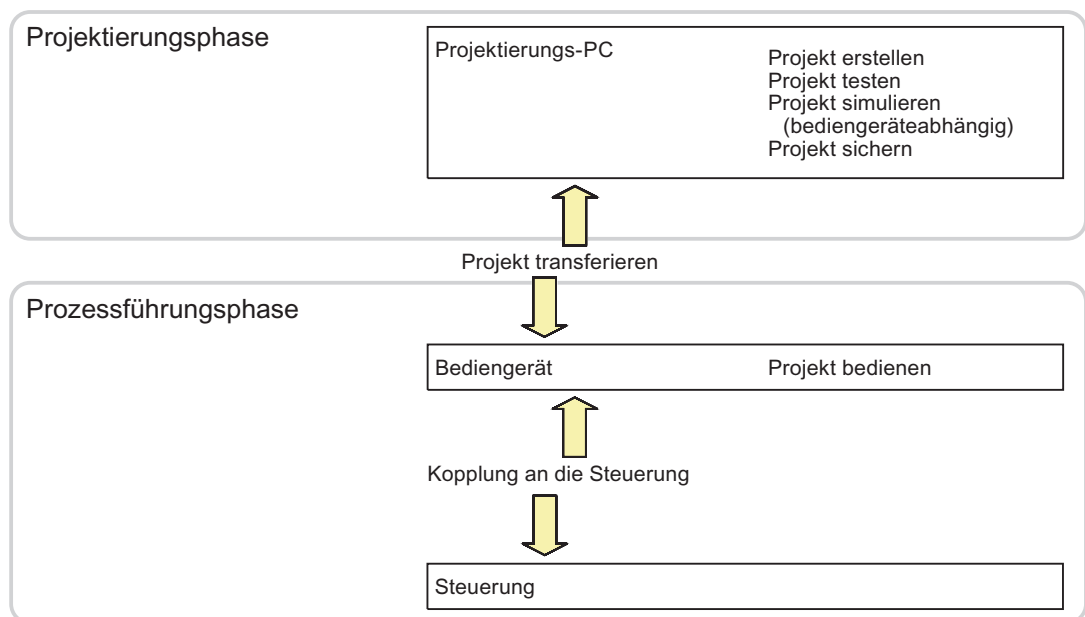 Projektierungsphase
Projektierungs-PC
Projekt erstellen
Projekt testen
Projekt simulieren
(bediengeräteabhängig)
Projekt sichern
Projekt transferieren
Prozessführungsphase
Bediengerät
Projekt bedienen
Kopplung an die Steuerung
Steuerung